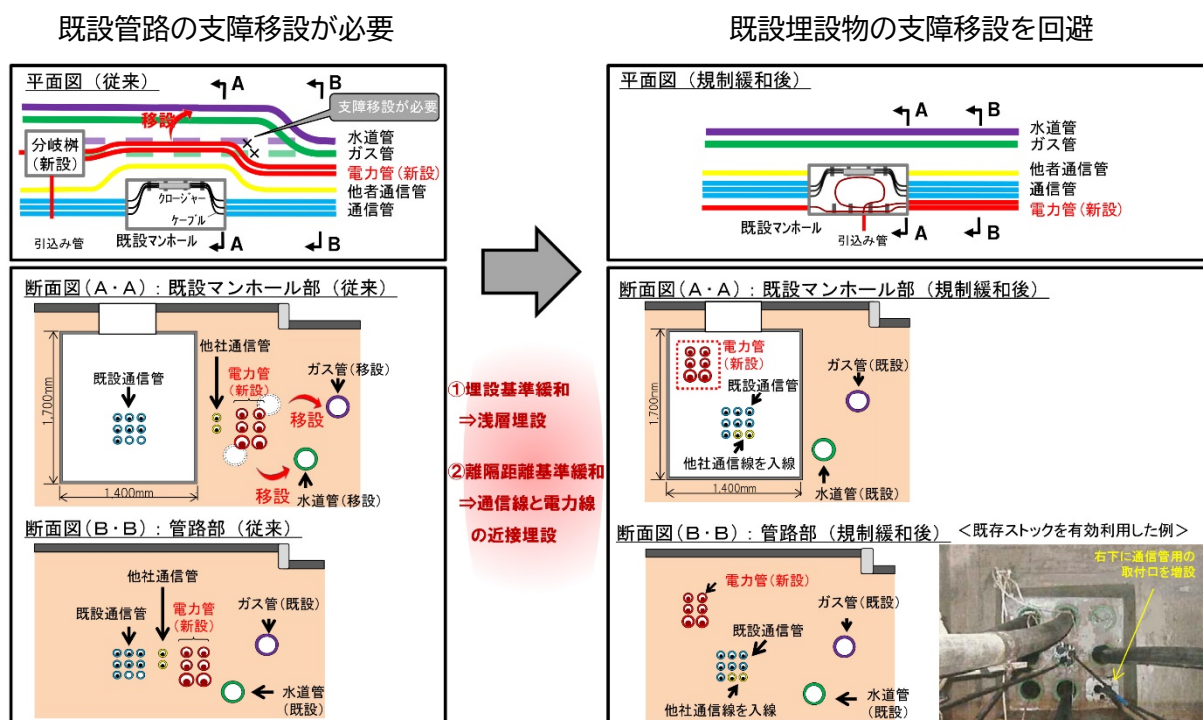 既設管路の支障移設が必要
平面図（従来）
A
B
支障移設が必要
移設
水道管
分岐桝
(新設)
ガス管
電力管(新設)
他者通信管
クロージャー
通信管
ケーブル
引込み管
既設マンホール
A
B
断面図(A・A)：既設マンホール部（従来）
他社通信管
電力管
(新設)
ガス管(移設)
既設通信管
移設
1,700mm
移設
1,400mm
水道管(移設)
断面図(B・B)：管路部（従来）
他社通信管
電力管
(新設)
ガス管(既設)
既設通信管
水道管
(既設)
①埋設基準緩和
⇒浅層埋設
②離隔距離基準緩和
⇒通信線と電力線
の近接埋設
既設埋設物の支障移設を回避
平面図（規制緩和後）
A
B
水道管
ガス管
他者通信管
通信管
電力管(新設)
既設マンホール
引込み管
A
B
断面図(A・A)：既設マンホール部（規制緩和後）
電力管
(新設)
ガス管(既設)
既設通信管
1,700mm
他社通信線を入線
1,400mm
水道管(既設)
断面図(B・B)：管路部（規制緩和後）
＜既存ストックを有効利用した例＞
電力管(新設)
ガス管(既設)
既設通信管
水道管
(既設)
他社通信線を入線
右下に通信管用の
取付口を増設